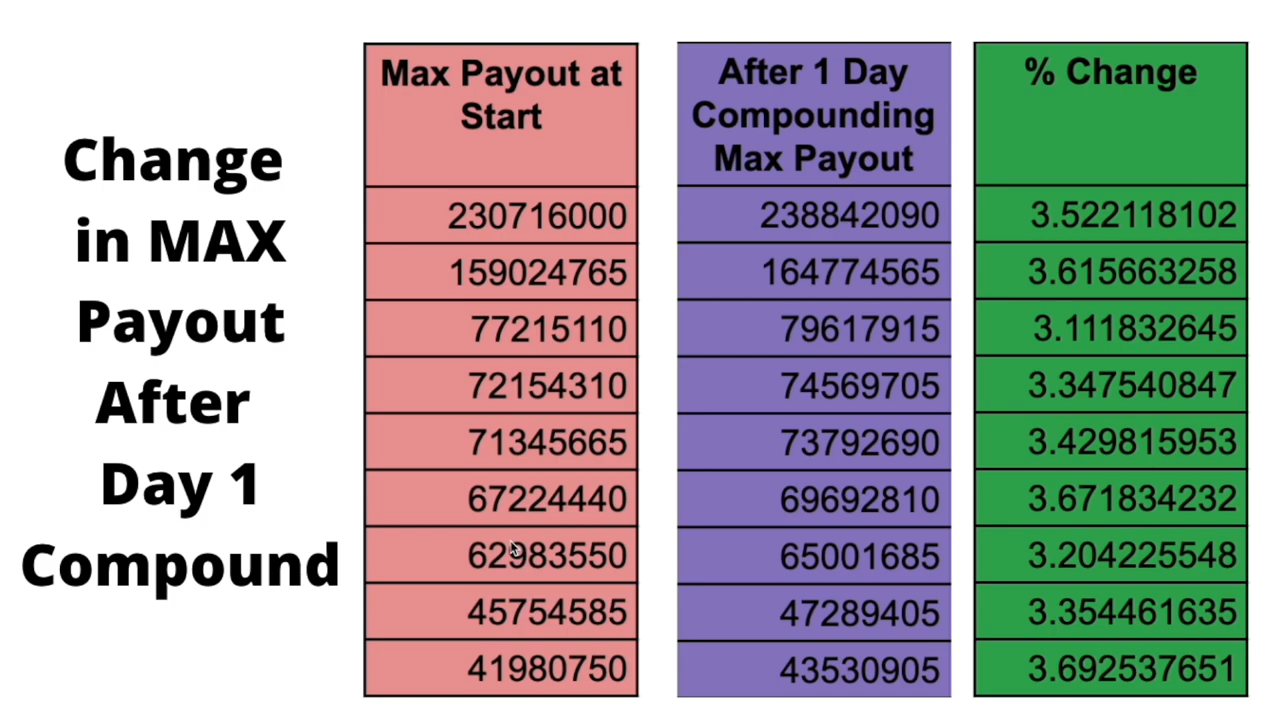 Change
in MAX
Payout
After
Day 1
Compound
Max Payout at
Start
After 1 Day
Compounding
Max Payout
% Change
230716000 238842090 3.522118102
159024765 164774565 3.615663258
77215110 79617915 3.111832645
72154310 74569705 3.347540847
71345665 73792690 3.429815953
67224440 69692810 3.671834232
62983550 65001685 3.204225548
45754585 47289405 3.354461635
41980750 43530905 3.692537651